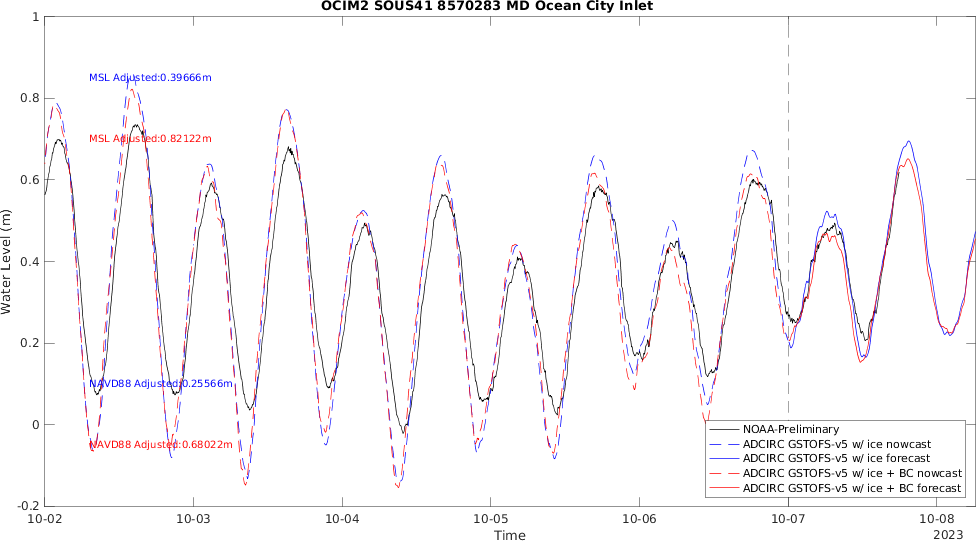 OCIM2 SOUS41 8570283 MD Ocean City Inlet
1
0.8
0.6
0.4
0.2
0
-0.2
Water Level (m)
MSL Adjusted:0.39666m
MSL Adjusted:0.82122m
NAVD88 Adjusted:0.25566m
NAVD88 Adjusted:0.68022m
NOAA-Preliminary
ADCIRC GSTOFS-v5 w/ ice nowcast
ADCIRC GSTOFS-v5 w/ ice forecast
ADCIRC GSTOFS-v5 w/ ice + BC nowcast
ADCIRC GSTOFS-v5 w/ ice + BC forecast
10-02 10-03 10-04 10-05 10-06 10-07 10-08
Time 2023